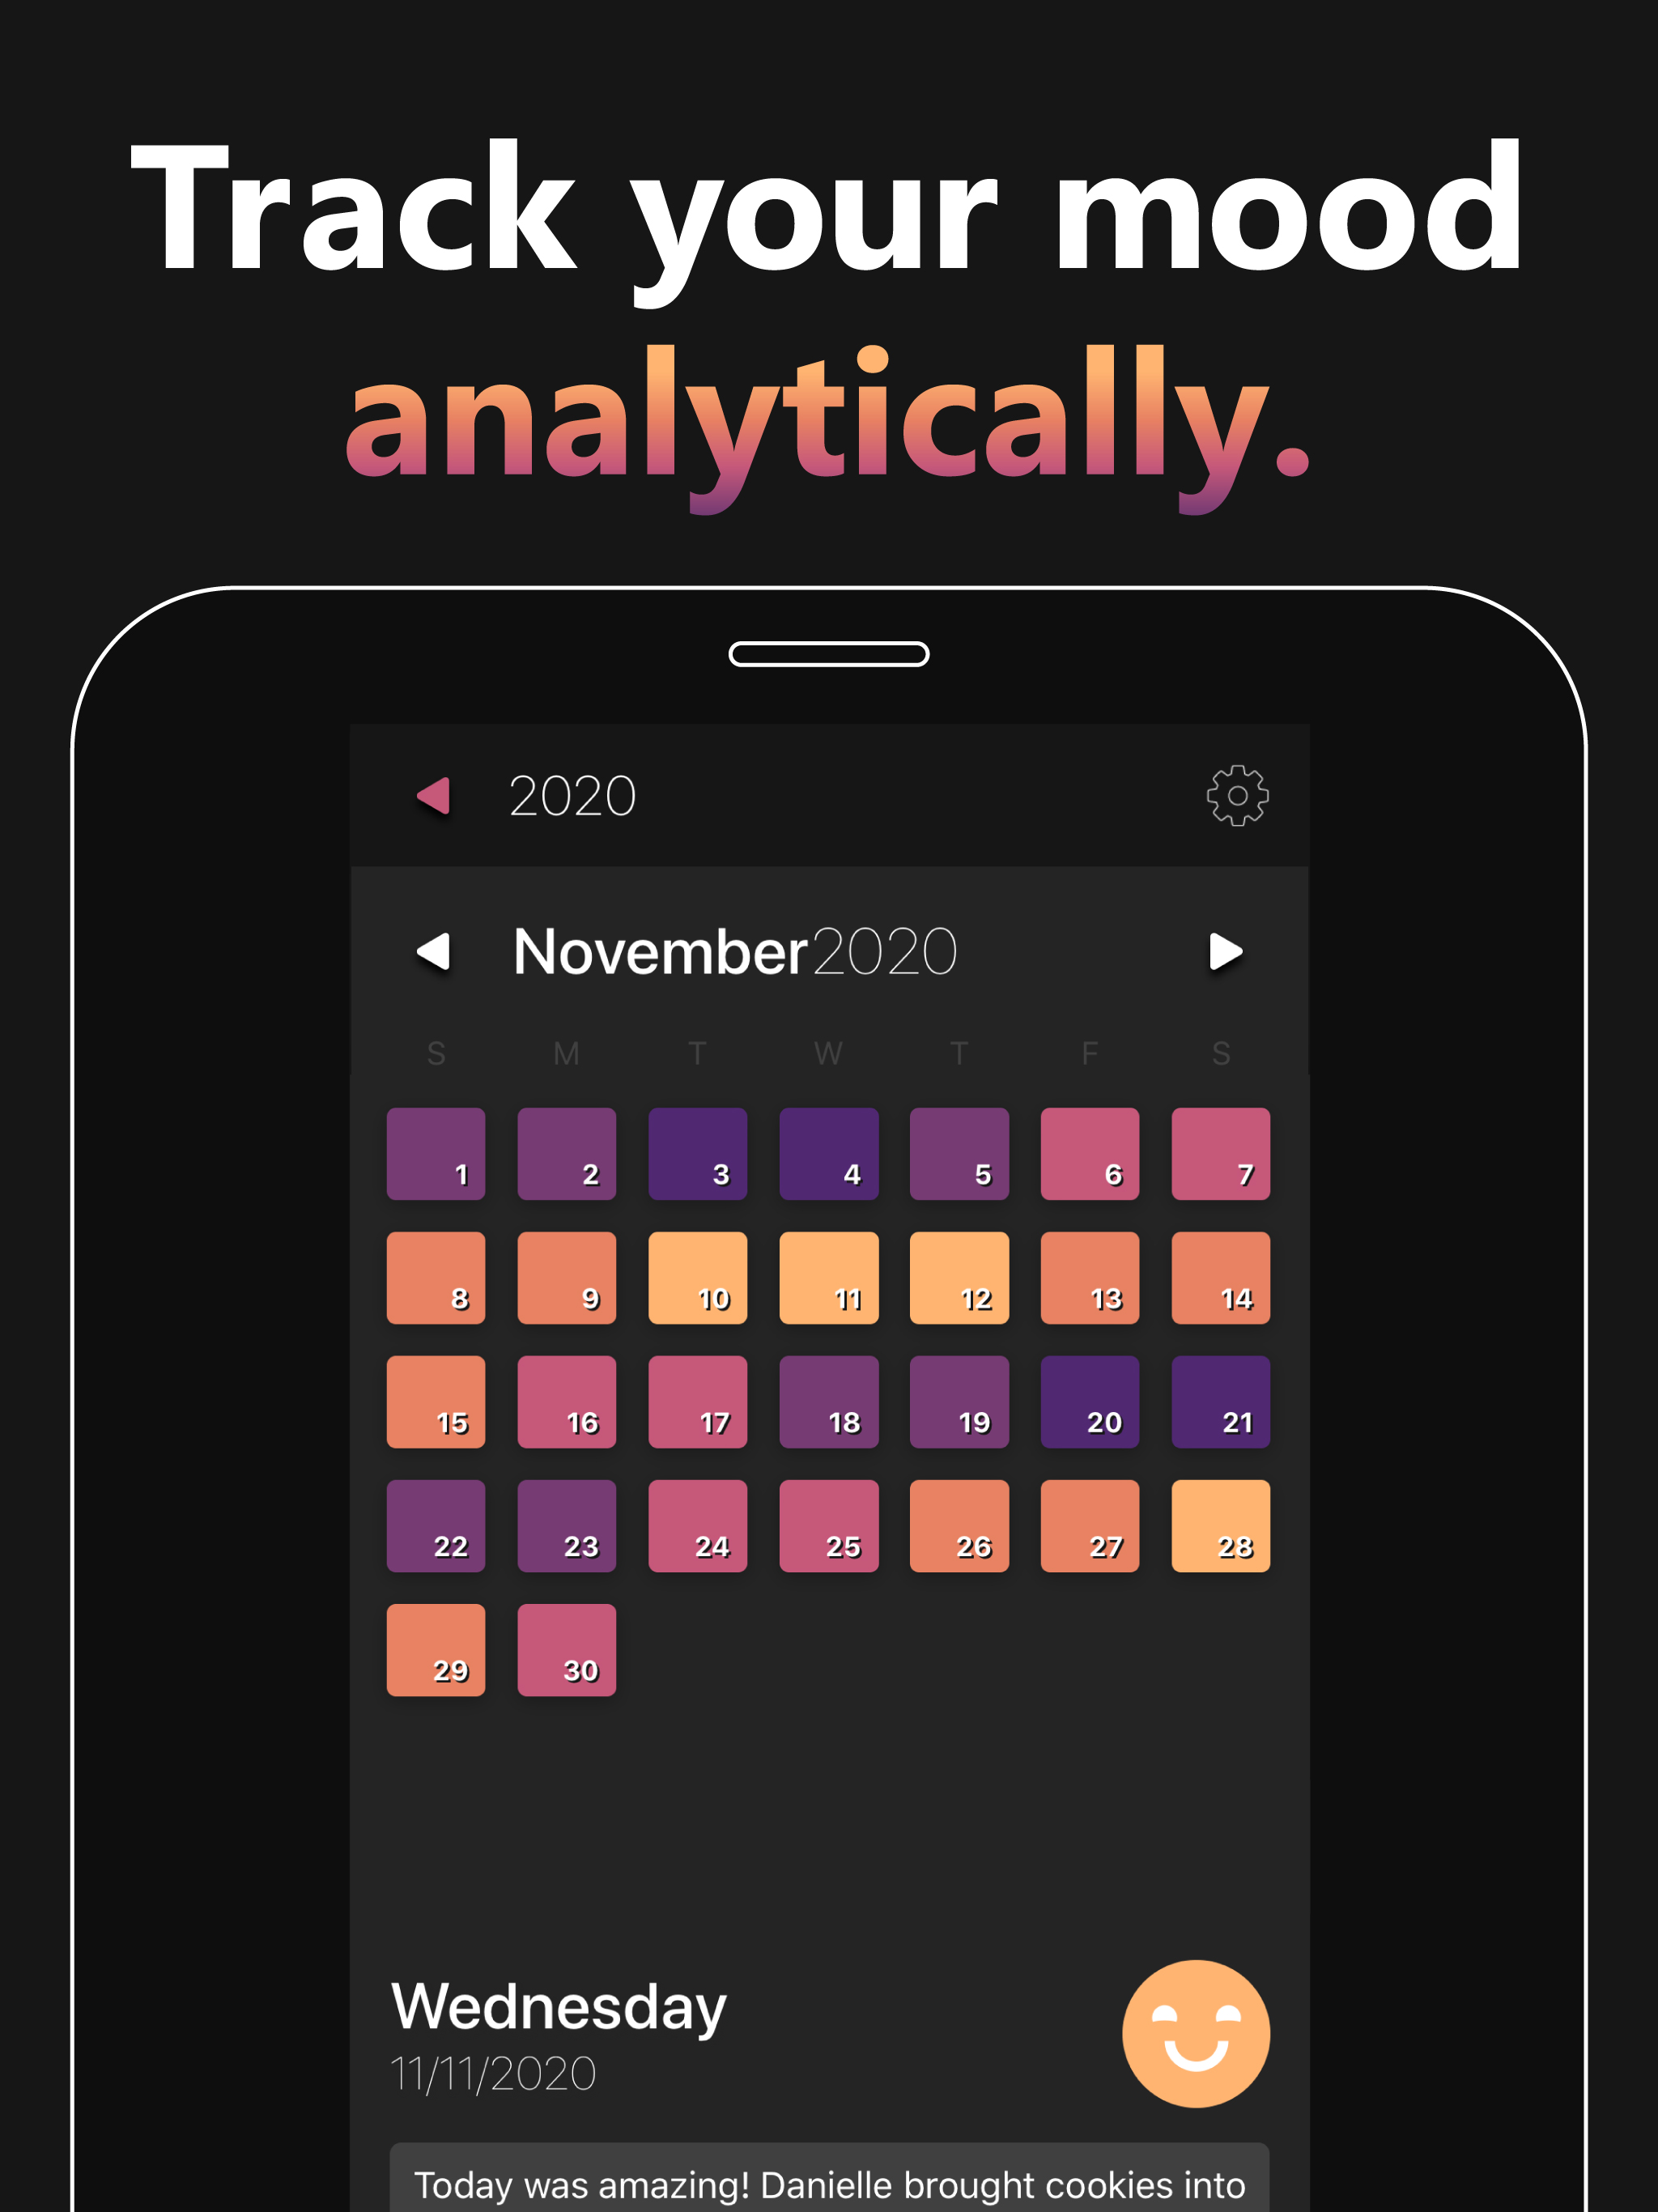 Track your mood
analytically.
2020
November2020
S M T W T F S
1 2 3 4 5 6 7
8 9 10 11 12 13 14
15 16 17 18 19 20 21
22 23 24 25 26 27 28
29 30
Wednesday
11/11/2020
Today was amazing! Danielle brought cookies into